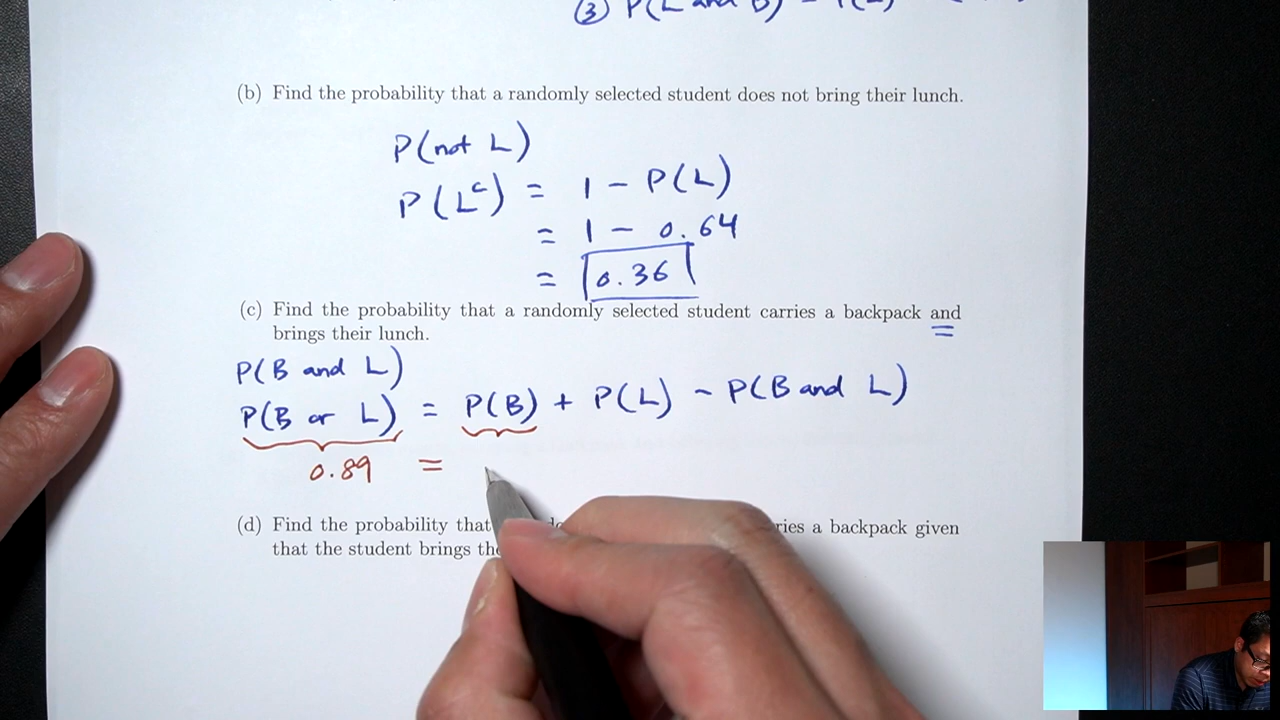 ③ P(L and B)
(b) Find the probability that a randomly selected student does not bring their lunch.
P(not L)
P(Lᶜ) = 1 - P(L)
= 1 - 0.64
= 0.36
(c) Find the probability that a randomly selected student carries a backpack and
brings their lunch.
P(B and L)
P(B or L) = P(B) + P(L) - P(B and L)
0.89 =
(d) Find the probability that a backpack given
that the student brings